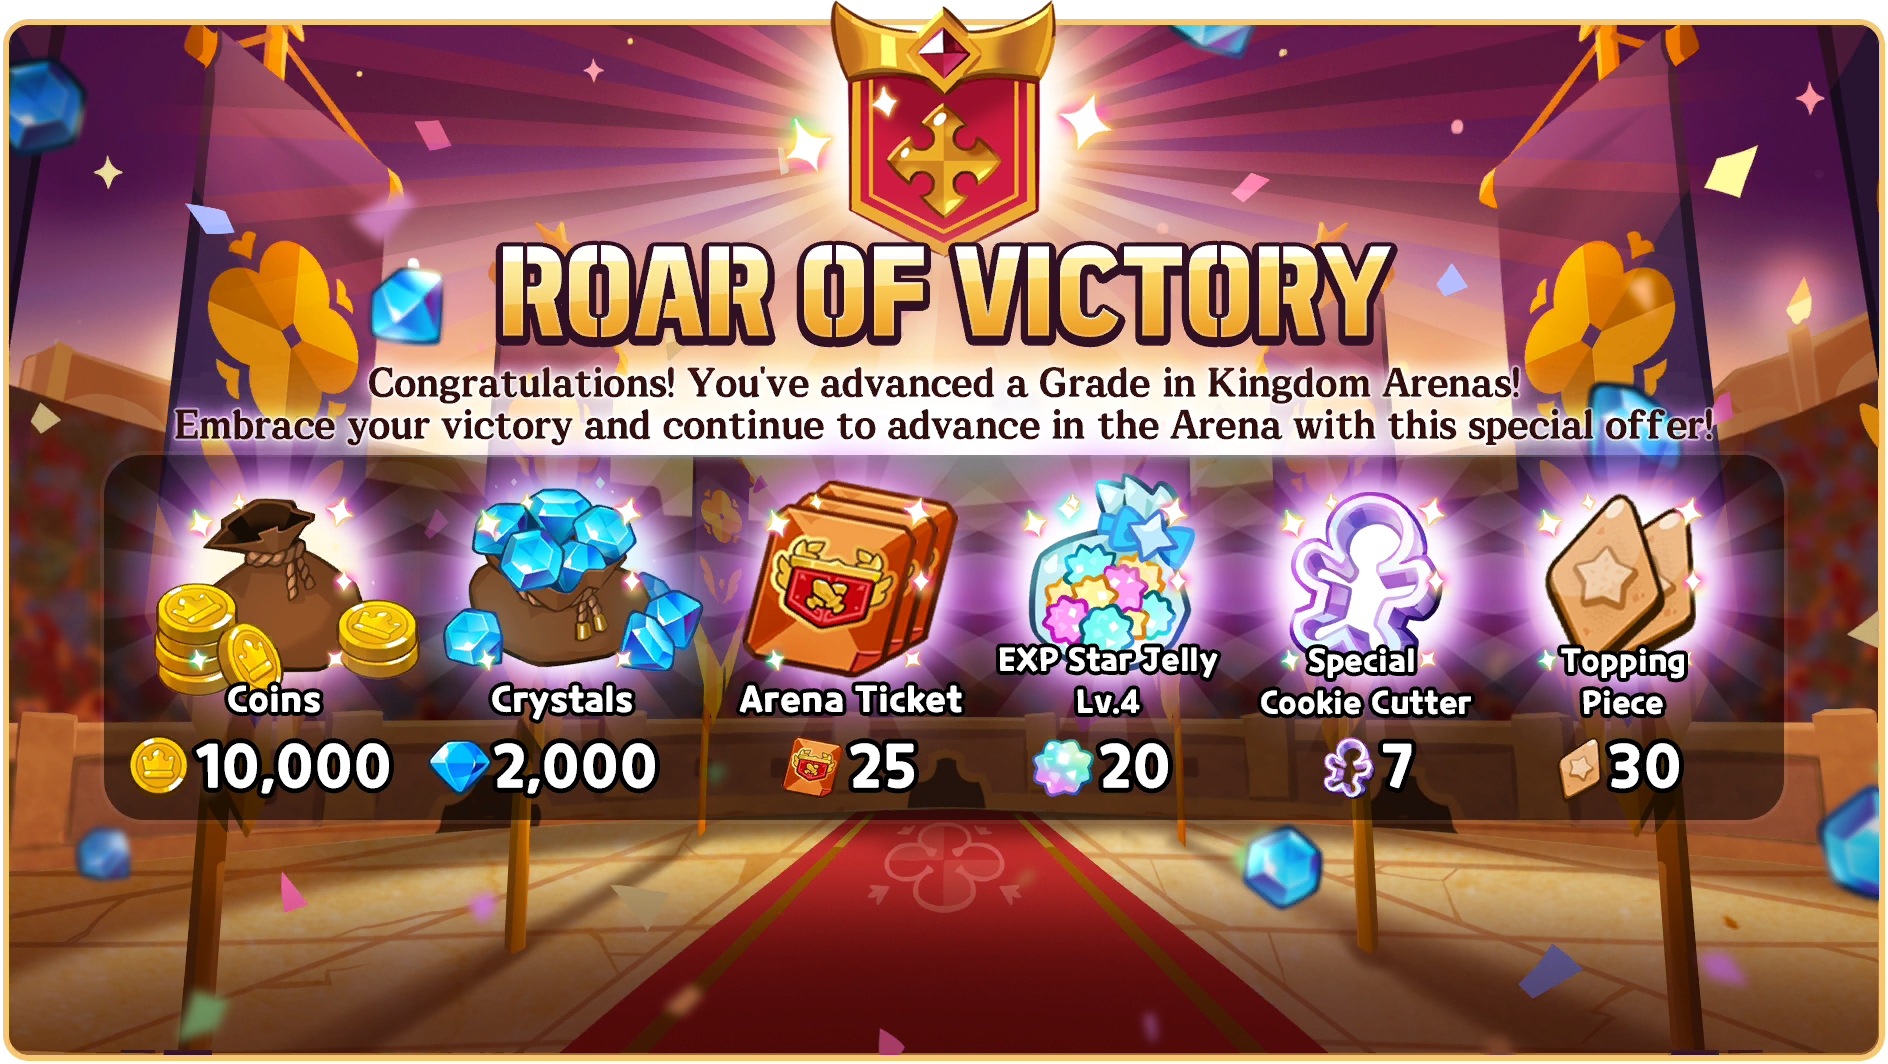 ROAR OF VICTORY
Congratulations! You've advanced a Grade in Kingdom Arenas!
Embrace your victory and continue to advance in the Arena with this special offer!
Coins
10,000
Crystals
2,000
Arena Ticket
25
EXP Star Jelly
Lv.4
20
Special
Cookie Cutter
7
Topping
Piece
30